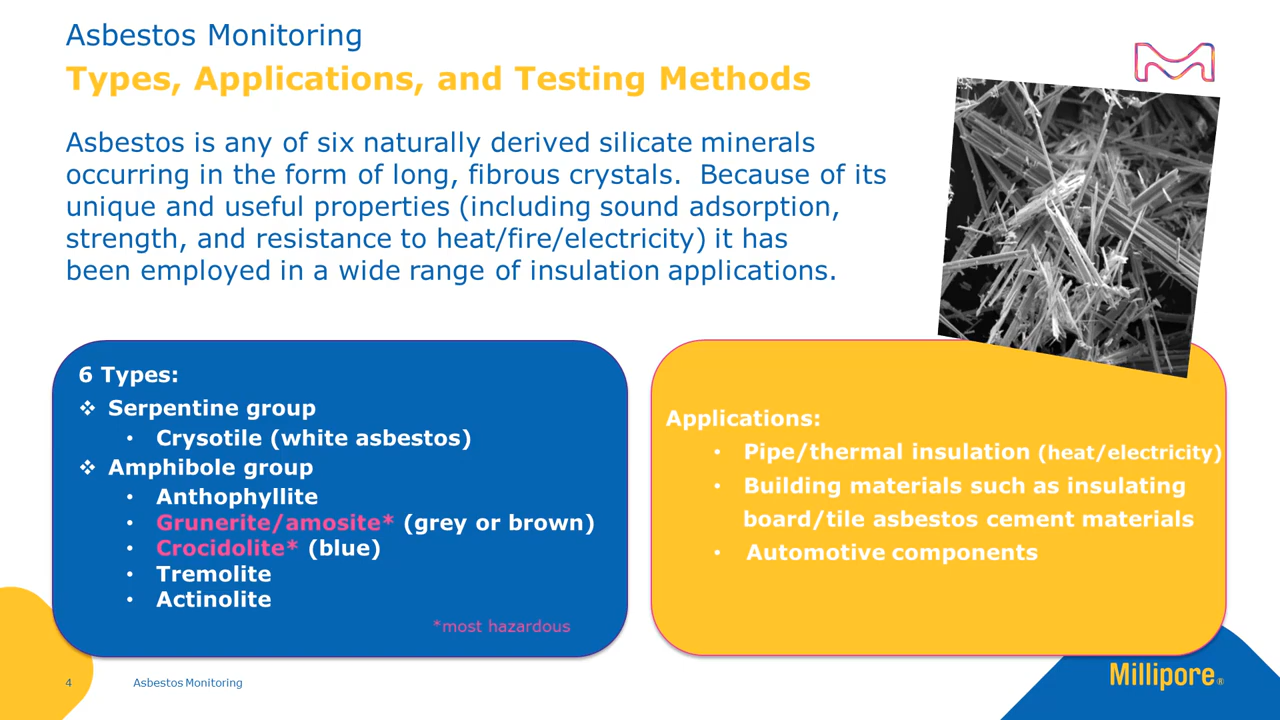 Asbestos Monitoring
Types, Applications, and Testing Methods
Asbestos is any of six naturally derived silicate minerals
occurring in the form of long, fibrous crystals.  Because of its
unique and useful properties (including sound adsorption,
strength, and resistance to heat/fire/electricity) it has
been employed in a wide range of insulation applications.
6 Types:
❖ Serpentine group
• Crysotile (white asbestos)
❖ Amphibole group
• Anthophyllite
• Grunerite/amosite* (grey or brown)
• Crocidolite* (blue)
• Tremolite
• Actinolite
*most hazardous
Applications:
• Pipe/thermal insulation (heat/electricity)
• Building materials such as insulating
board/tile asbestos cement materials
• Automotive components
4
Asbestos Monitoring
Millipore®